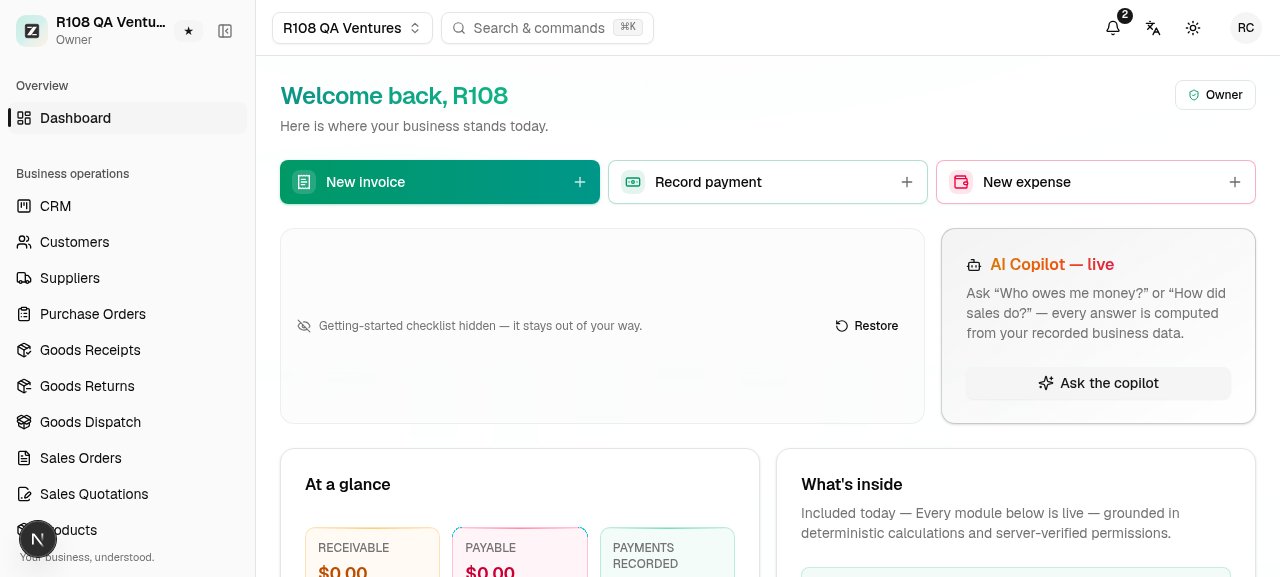 R108 QA Ventu...
Owner
Overview
Dashboard
Business operations
CRM
Customers
Suppliers
Purchase Orders
Goods Receipts
Goods Returns
Goods Dispatch
Sales Orders
Sales Quotations
N
Your business, understood.
R108 QA Ventures
Search & commands
⌘K
2
RC
Welcome back, R108
Here is where your business stands today.
Owner
New invoice
Record payment
New expense
Getting-started checklist hidden — it stays out of your way.
Restore
AI Copilot — live
Ask “Who owes me money?” or “How did
sales do?” — every answer is computed
from your recorded business data.
Ask the copilot
At a glance
RECEIVABLE
$0.00
PAYABLE
$0.00
PAYMENTS
RECORDED
What's inside
Included today — Every module below is live — grounded in
deterministic calculations and server-verified permissions.